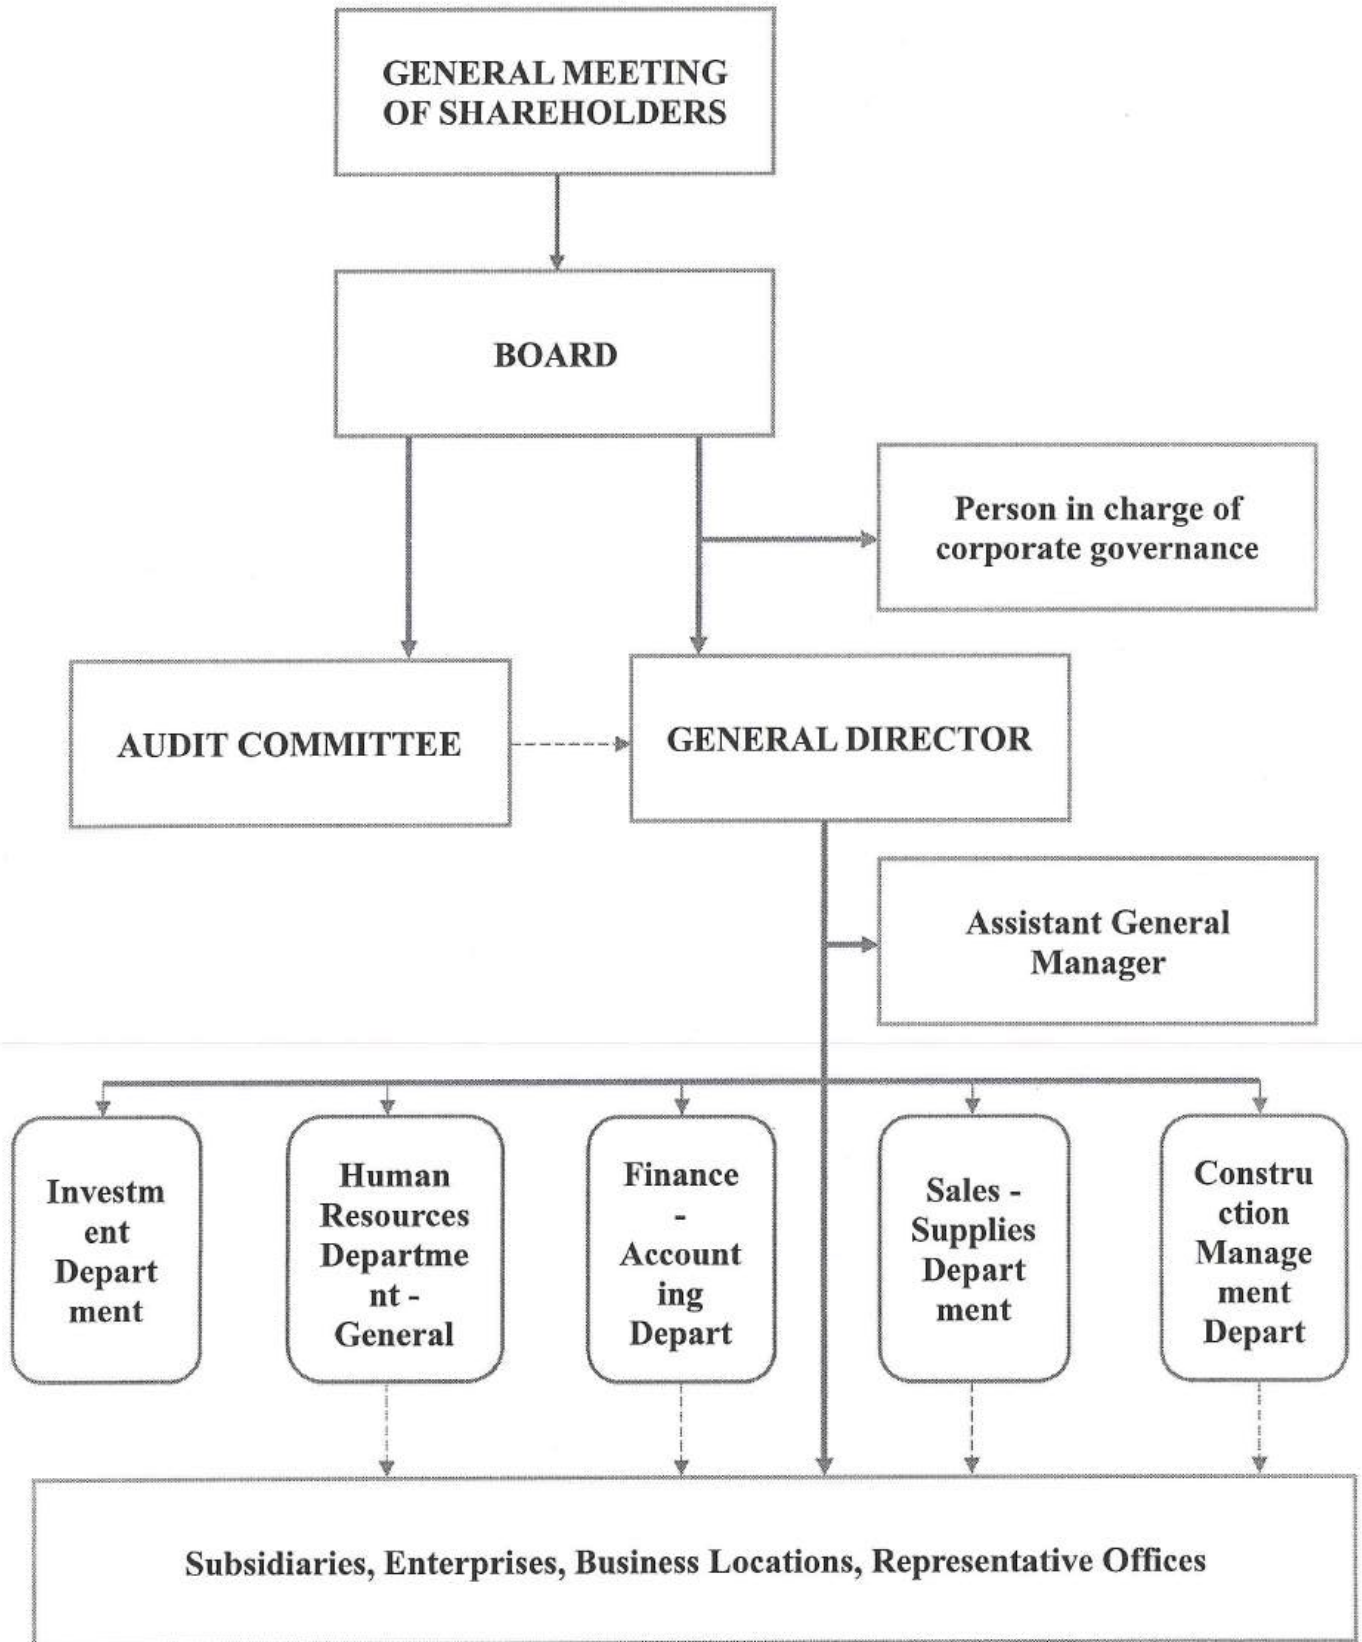 GENERAL MEETING
OF SHAREHOLDERS
BOARD
Person in charge of
corporate governance
AUDIT COMMITTEE
GENERAL DIRECTOR
Assistant General
Manager
Investm
ent
Depart
ment
Human
Resources
Departme
nt -
General
Finance
-
Account
ing
Depart
Sales -
Supplies
Depart
ment
Constru
ction
Manage
ment
Depart
Subsidiaries, Enterprises, Business Locations, Representative Offices